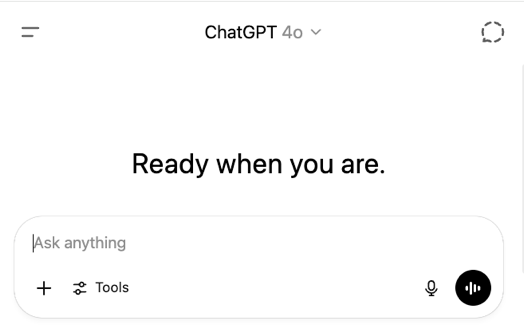 ChatGPT 4o
Ready when you are.
Ask anything
Tools